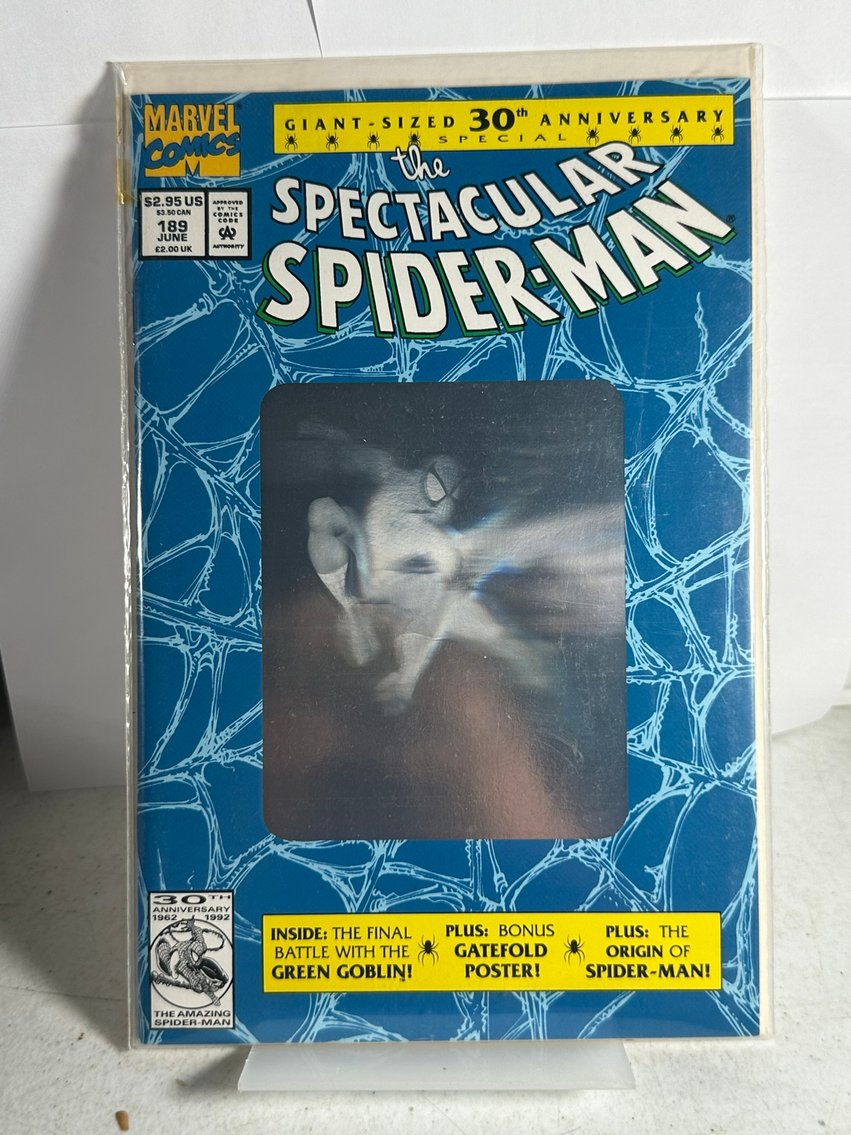 MARVEL
COMICS
M
GIANT-SIZED 30th ANNIVERSARY
SPECIAL
the
SPECTACULAR
SPIDER-MAN®
$2.95 US
$3.50 CAN
189
JUNE
£2.00 UK
APPROVED
BY THE
COMICS
CODE
CA
AUTHORITY
30TH
ANNIVERSARY
1962 1992
THE AMAZING
SPIDER-MAN
INSIDE: THE FINAL
BATTLE WITH THE
GREEN GOBLIN!™
PLUS: BONUS
GATEFOLD
POSTER!
PLUS: THE
ORIGIN OF
SPIDER-MAN!